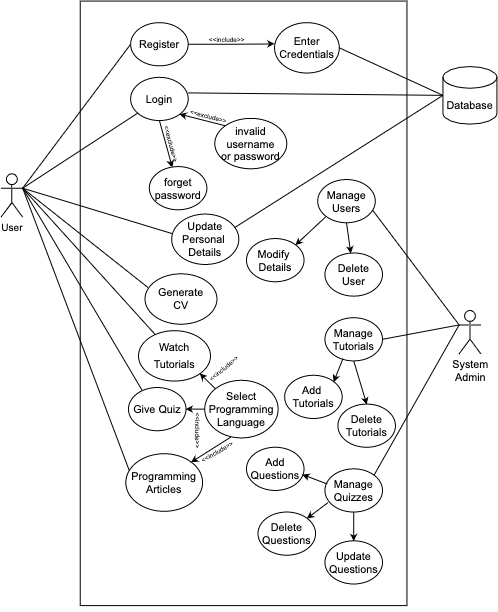 Register
<<include>>
Enter
Credentials
Login
<<exclude>>
invalid
username
or password
Database
<<exclude>>
forget
password
User
Update
Personal
Details
Manage
Users
Modify
Details
Delete
User
Generate
CV
System
Admin
Manage
Tutorials
Watch
Tutorials
<<include>>
Add
Tutorials
Give Quiz
Select
Programming
Language
<<include>>
<<include>>
Delete
Tutorials
Programming
Articles
Add
Questions
Manage
Quizzes
Delete
Questions
Update
Questions